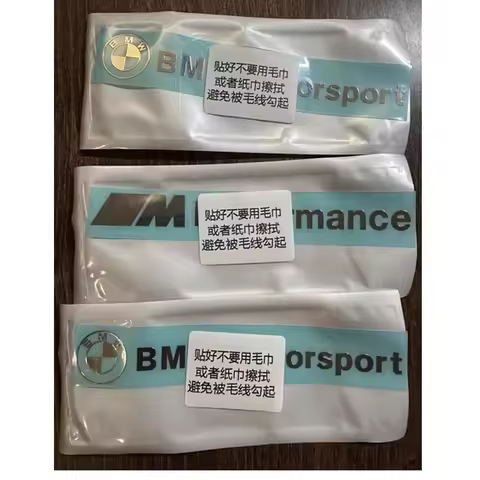 BMW
BM
orsport
贴好不要用毛巾
或者纸巾擦拭
避免被毛线勾起
M
rmance
贴好不要用毛巾
或者纸巾擦拭
避免被毛线勾起
BMW
BM
orsport
贴好不要用毛巾
或者纸巾擦拭
避免被毛线勾起